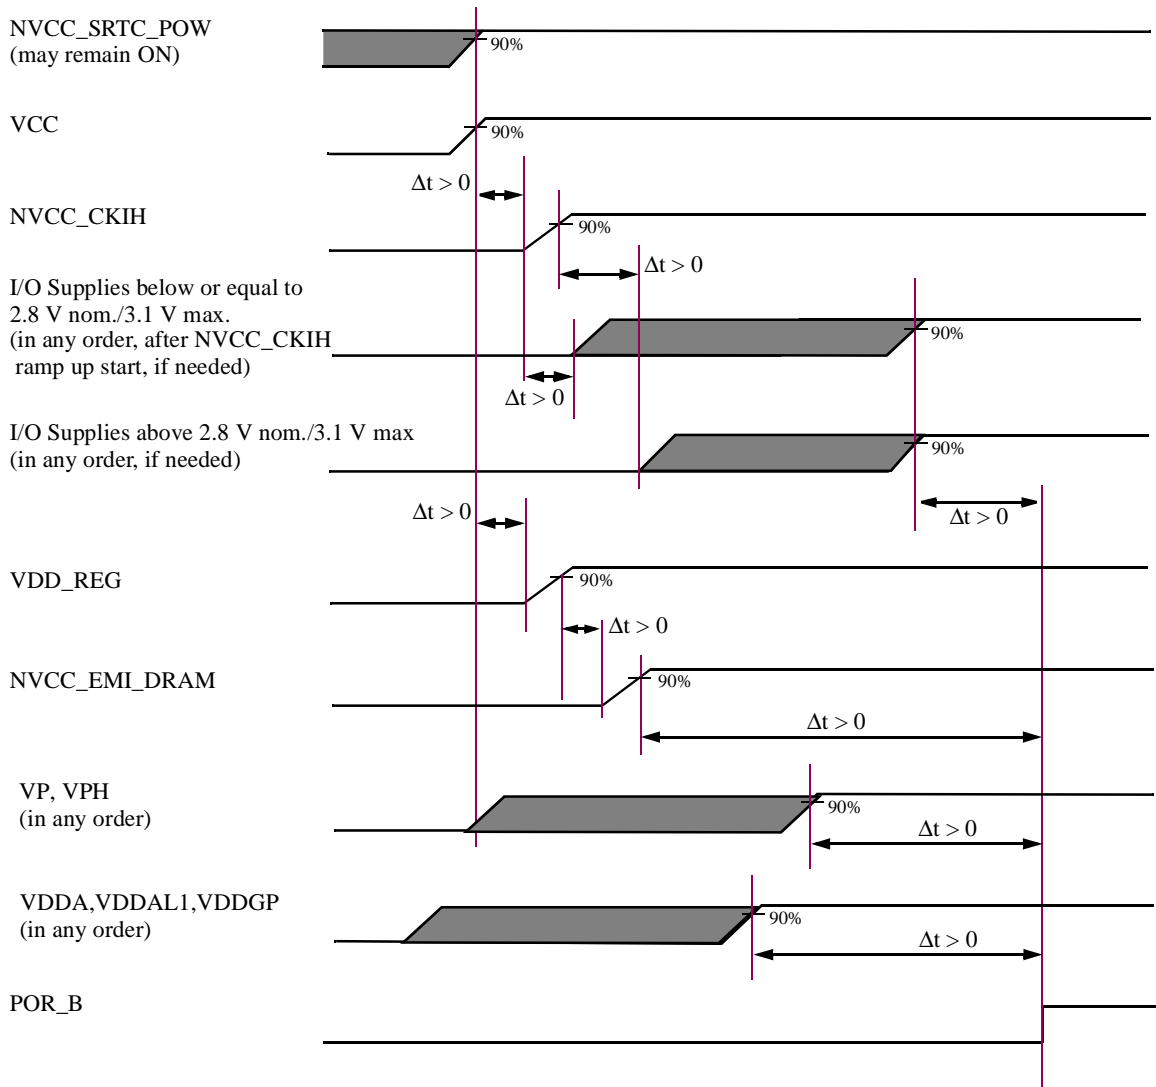 NVCC_SRTC_POW
(may remain ON)
90%
VCC
90%
Δt > 0
NVCC_CKIH
90%
Δt > 0
I/O Supplies below or equal to
2.8 V nom./3.1 V max.
(in any order, after NVCC_CKIH
ramp up start, if needed)
90%
Δt > 0
I/O Supplies above 2.8 V nom./3.1 V max
(in any order, if needed)
90%
Δt > 0
Δt > 0
VDD_REG
90%
Δt > 0
NVCC_EMI_DRAM
90%
Δt > 0
VP, VPH
(in any order)
90%
Δt > 0
VDDA,VDDAL1,VDDGP
(in any order)
90%
Δt > 0
POR_B